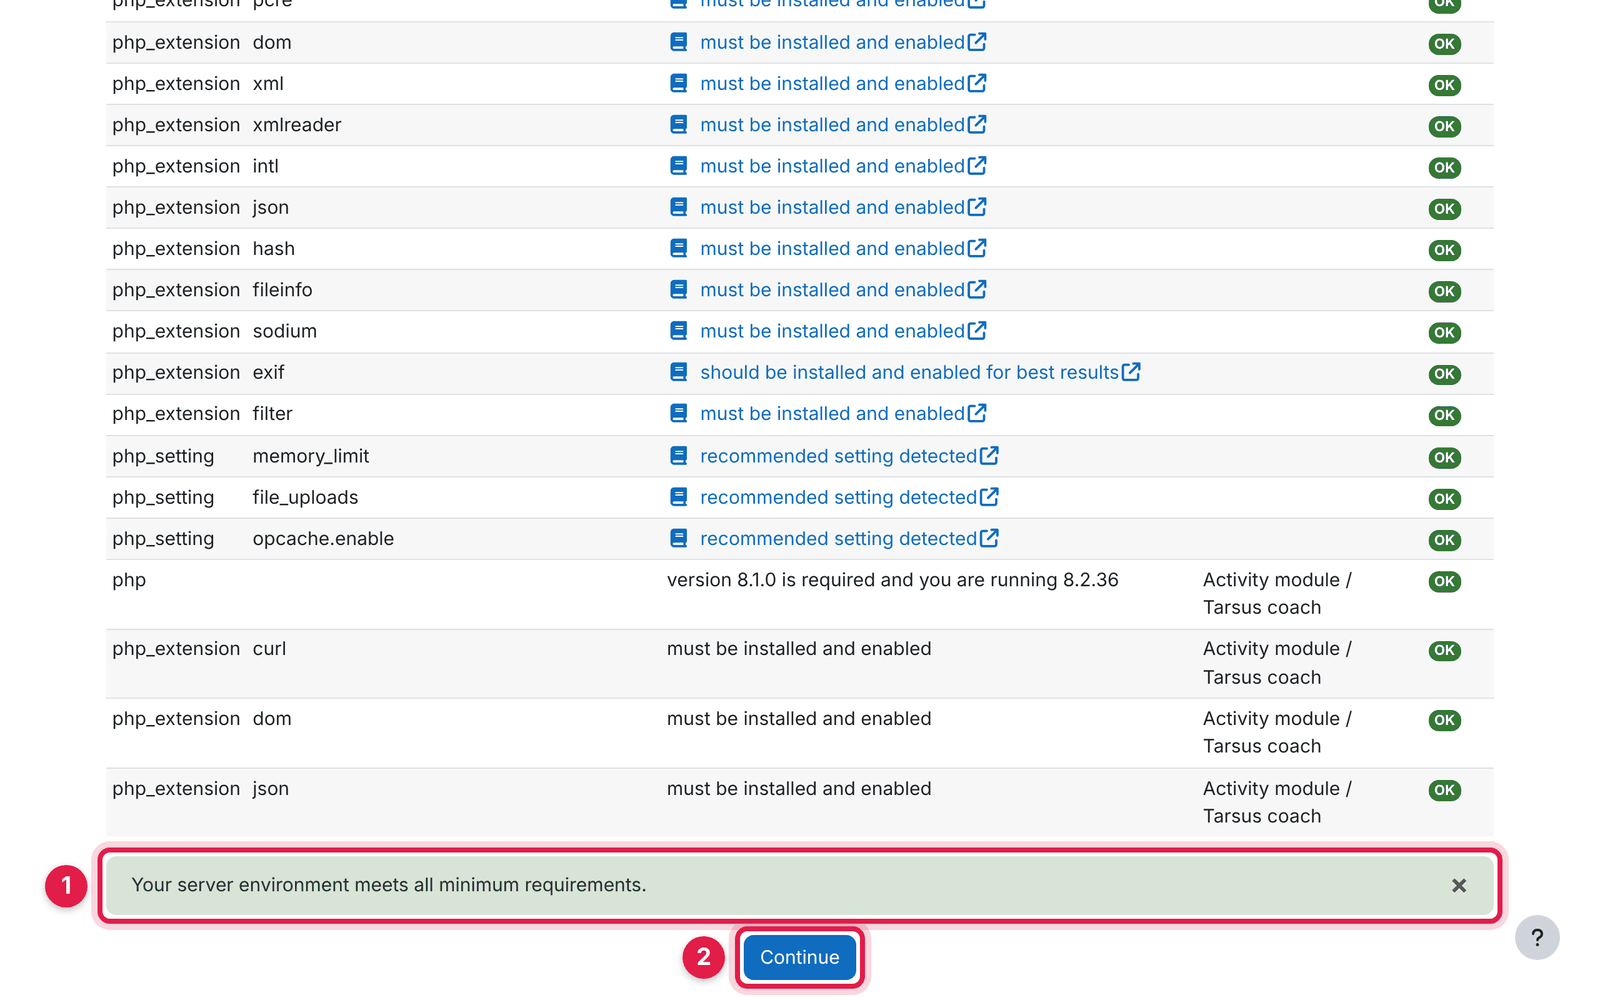 php_extension pcre must be installed and enabled OK
php_extension dom must be installed and enabled OK
php_extension xml must be installed and enabled OK
php_extension xmlreader must be installed and enabled OK
php_extension intl must be installed and enabled OK
php_extension json must be installed and enabled OK
php_extension hash must be installed and enabled OK
php_extension fileinfo must be installed and enabled OK
php_extension sodium must be installed and enabled OK
php_extension exif should be installed and enabled for best results OK
php_extension filter must be installed and enabled OK
php_setting memory_limit recommended setting detected OK
php_setting file_uploads recommended setting detected OK
php_setting opcache.enable recommended setting detected OK
php version 8.1.0 is required and you are running 8.2.36 Activity module / OK
Tarsus coach
php_extension curl must be installed and enabled Activity module / OK
Tarsus coach
php_extension dom must be installed and enabled Activity module / OK
Tarsus coach
php_extension json must be installed and enabled Activity module / OK
Tarsus coach
1 Your server environment meets all minimum requirements. ×
?
2 Continue